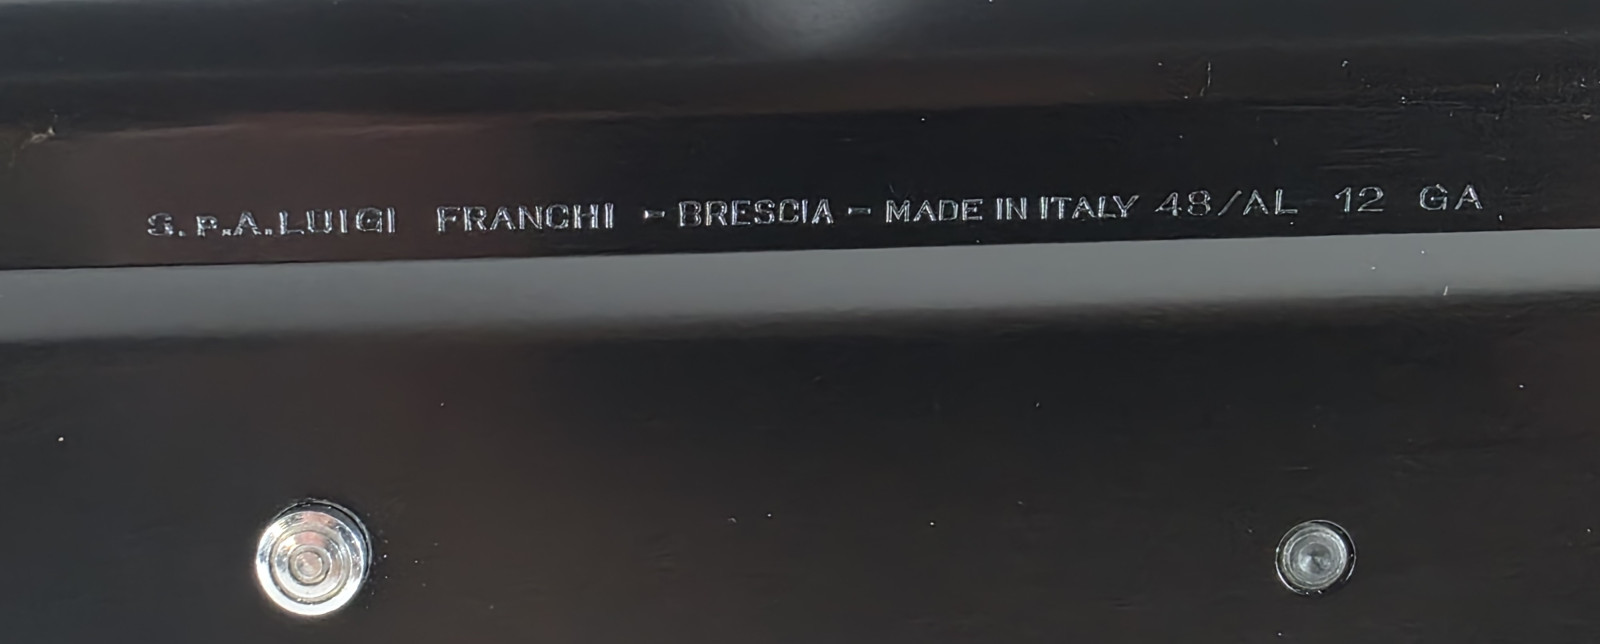 S.P.A.LUIGI FRANCHI - BRESCIA - MADE IN ITALY 48/AL 12 GA